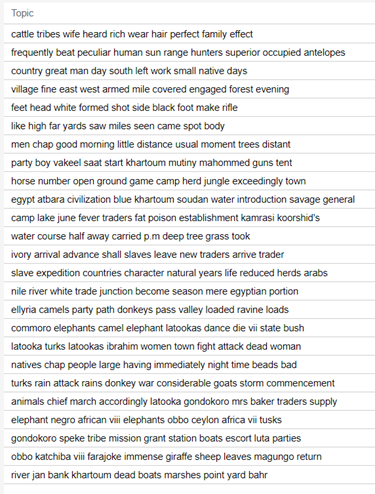 Topic
cattle tribes wife heard rich wear hair perfect family effect
frequently beat peculiar human sun range hunters superior occupied antelopes
country great man day south left work small native days
village fine east west armed mile covered engaged forest evening
feet head white formed shot side black foot make rifle
like high far yards saw miles seen came spot body
men chap good morning little distance usual moment trees distant
party boy vakeel saat start khartoum mutiny mahommed guns tent
horse number open ground game camp herd jungle exceedingly town
egypt atbara civilization blue khartoum soudan water introduction savage general
camp lake june fever traders fat poison establishment kamrasi koorshid's
water course half away carried p.m deep tree grass took
ivory arrival advance shall slaves leave new traders arrive trader
slave expedition countries character natural years life reduced herds arabs
nile river white trade junction become season mere egyptian portion
ellyria camels party path donkeys pass valley loaded ravine loads
commoro elephants camel elephant latookas dance die vii state bush
latooka turks latookas ibrahim women town fight attack dead woman
natives chap people large having immediately night time beads bad
turks rain attack rains donkey war considerable goats storm commencement
animals chief march accordingly latooka gondokoro mrs baker traders supply
elephant negro african viii elephants obbo ceylon africa vii tusks
gondokoro speke tribe mission grant station boats escort luta parties
obbo katchiba viii farajoke immense giraffe sheep leaves magungo return
river jan bank khartoum dead boats marshes point yard bahr